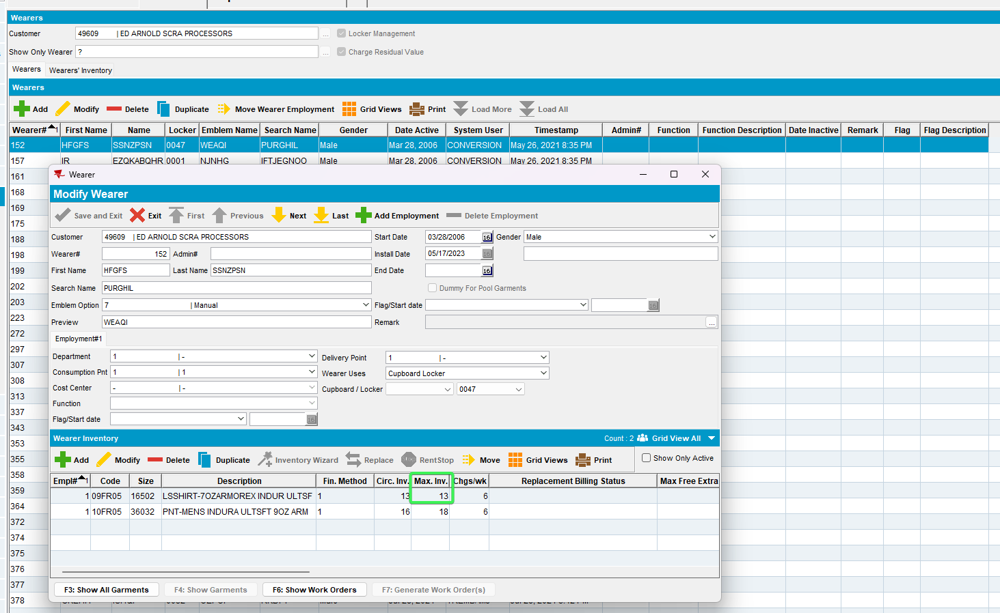 Wearers
Customer 49609 | ED ARNOLD SCRA PROCESSORS ... Locker Management
Show Only Wearer ? ... Charge Residual Value
Wearers Wearers' Inventory
Wearers
Add Modify Delete Duplicate Move Wearer Employment Grid Views Print Load More Load All
Wearer# 1 First Name Name Locker Emblem Name Search Name Gender Date Active System User Timestamp Admin# Function Function Description Date Inactive Remark Flag Flag Description
152 HFGFS SSNZPSN 0047 WEAQI PURGHIL Male Mar 28, 2006 CONVERSION May 26, 2021 8:35 PM
157 IR EZQKABQHR 0001 NJNHG IFTJEGNOO Male Mar 28, 2006 CONVERSION May 26, 2021 8:35 PM
161
168
169
175
188
198
199
202
203
223
272
297
307
308
313
337
343
353
355
358
359
364
372
374
375
376
377
378
Wearer
Modify Wearer
Save and Exit Exit First Previous Next Last Add Employment Delete Employment
Customer 49609 | ED ARNOLD SCRA PROCESSORS Start Date 03/28/2006 16 Gender Male
Wearer# 152 Admin# Install Date 05/17/2023 16
First Name HFGFS Last Name SSNZPSN End Date 16
Search Name PURGHIL Dummy For Pool Garments
Emblem Option 7 | Manual Flag/Start date 16
Preview WEAQI Remark ...
Employment#1
Department 1 | - Delivery Point 1 | -
Consumption Pnt 1 | 1 Wearer Uses Cupboard Locker
Cost Center - | - Cupboard / Locker 0047
Function
Flag/Start date 16
Wearer Inventory Count : 2 Grid View All
Add Modify Delete Duplicate Inventory Wizard Replace RentStop Move Grid Views Print Show Only Active
Empl# 1 Code Size Description Fin. Method Circ. Inv. Max. Inv. Chgs/wk Replacement Billing Status Max Free Extra
1 09FR05 16502 LSSHIRT-7OZARMOREX INDUR ULTSF 1 13 13 6
1 10FR05 36032 PNT-MENS INDURA ULTSFT 9OZ ARM 1 16 18 6
F3: Show All Garments F4: Show Garments F6: Show Work Orders F7: Generate Work Order(s)